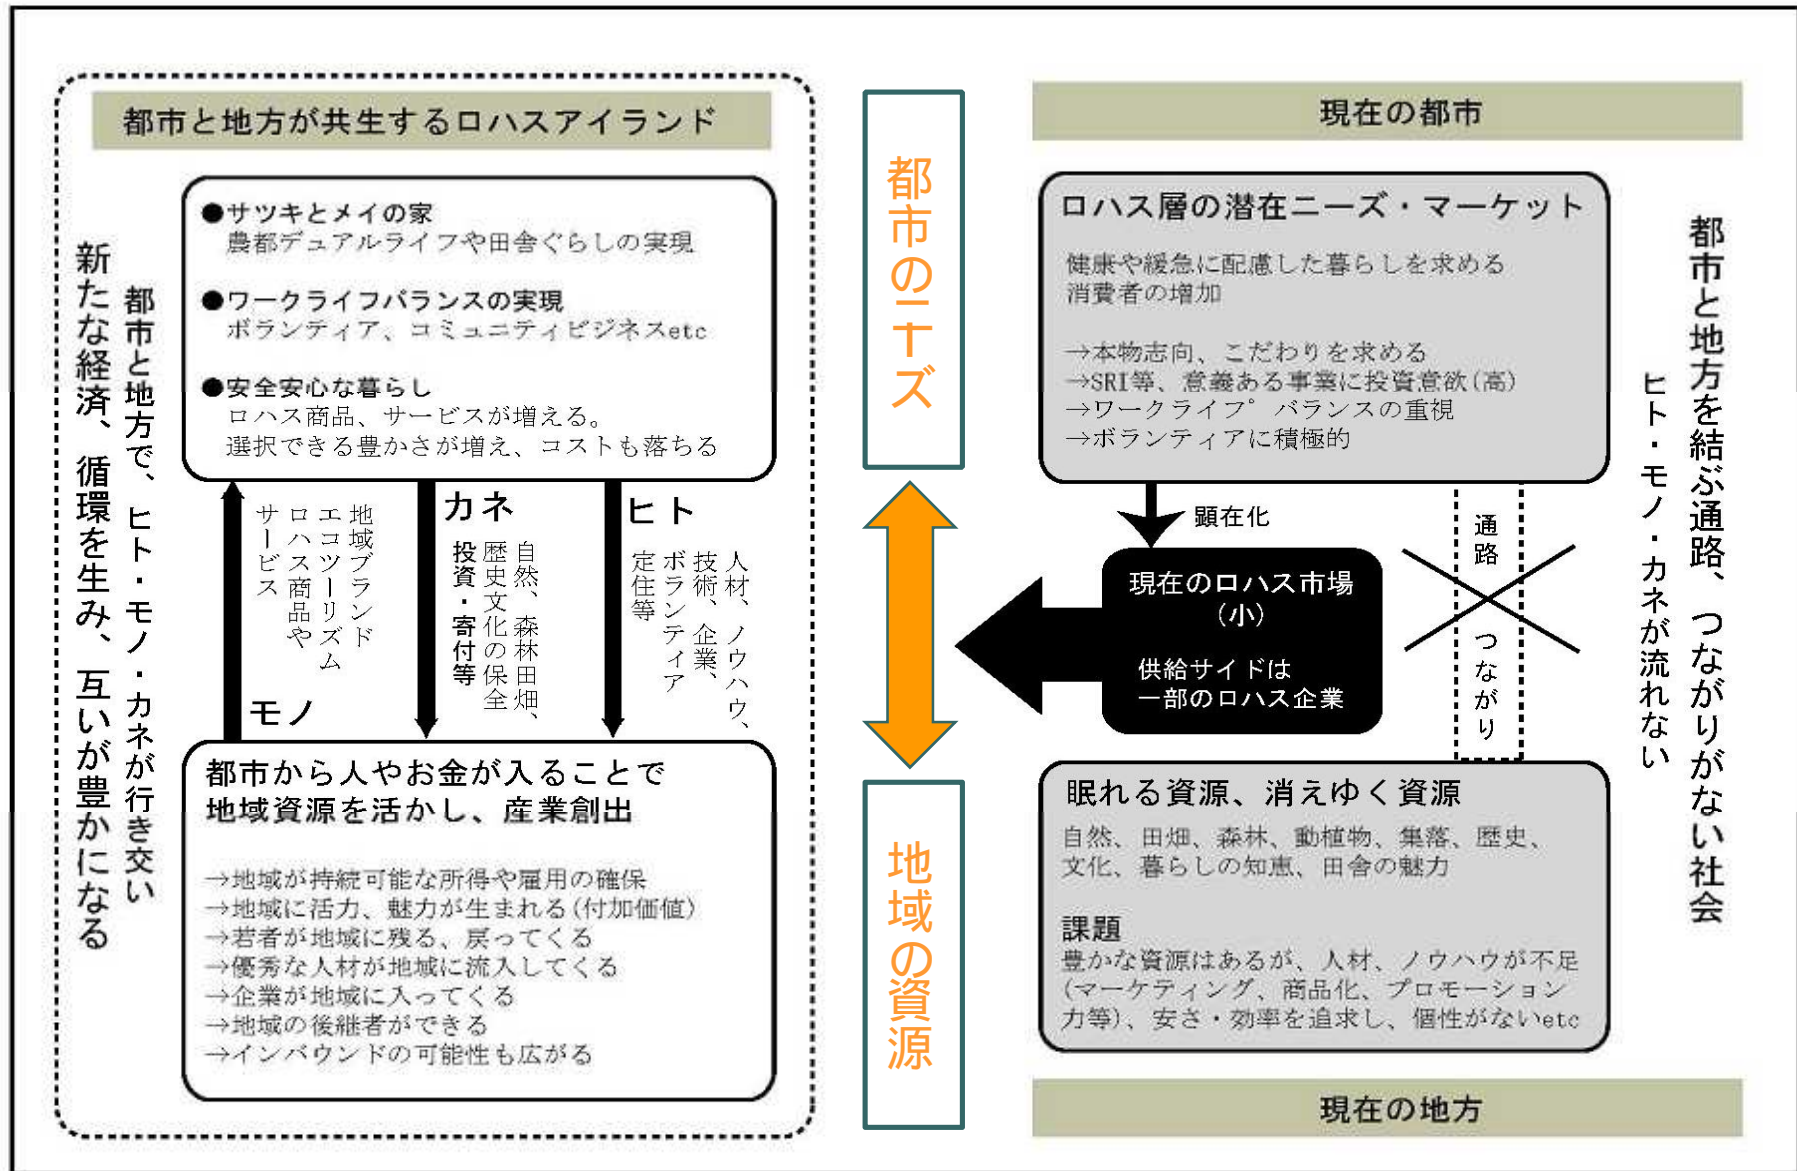 都市と地方が共生するロハスアイランド
新たな経済、循環を生み、互いが豊かになる
都市と地方で、ヒト・モノ・カネが行き交い
●サツキとメイの家
農都デュアルライフや田舎ぐらしの実現
●ワークライフバランスの実現
ボランティア、コミュニティビジネスetc
●安全安心な暮らし
ロハス商品、サービスが増える。
選択できる豊かさが増え、コストも落ちる
地域ブランド
エコツーリズム
ロハス商品や
サービス
モノ
カネ
自然、森林田畑、
歴史文化の保全
投資・寄付等
ヒト
人材、ノウハウ、
技術、企業、
ボランティア
定住等
都市から人やお金が入ることで
地域資源を活かし、産業創出
→地域が持続可能な所得や雇用の確保
→地域に活力、魅力が生まれる(付加価値)
→若者が地域に残る、戻ってくる
→優秀な人材が地域に流入してくる
→企業が地域に入ってくる
→地域の後継者ができる
→インバウンドの可能性も広がる
都市のニーズ
地域の資源
現在の都市
ロハス層の潜在ニーズ・マーケット
健康や緩急に配慮した暮らしを求める
消費者の増加
→本物志向、こだわりを求める
→SRI等、意義ある事業に投資意欲(高)
→ワークライフ゜バランスの重視
→ボランティアに積極的
顕在化
現在のロハス市場
(小)
供給サイドは
一部のロハス企業
通路
つながり
都市と地方を結ぶ通路、つながりがない社会
ヒト・モノ・カネが流れない
眠れる資源、消えゆく資源
自然、田畑、森林、動植物、集落、歴史、
文化、暮らしの知恵、田舎の魅力
課題
豊かな資源はあるが、人材、ノウハウが不足
(マーケティング、商品化、プロモーション
力等)、安さ・効率を追求し、個性がないetc
現在の地方